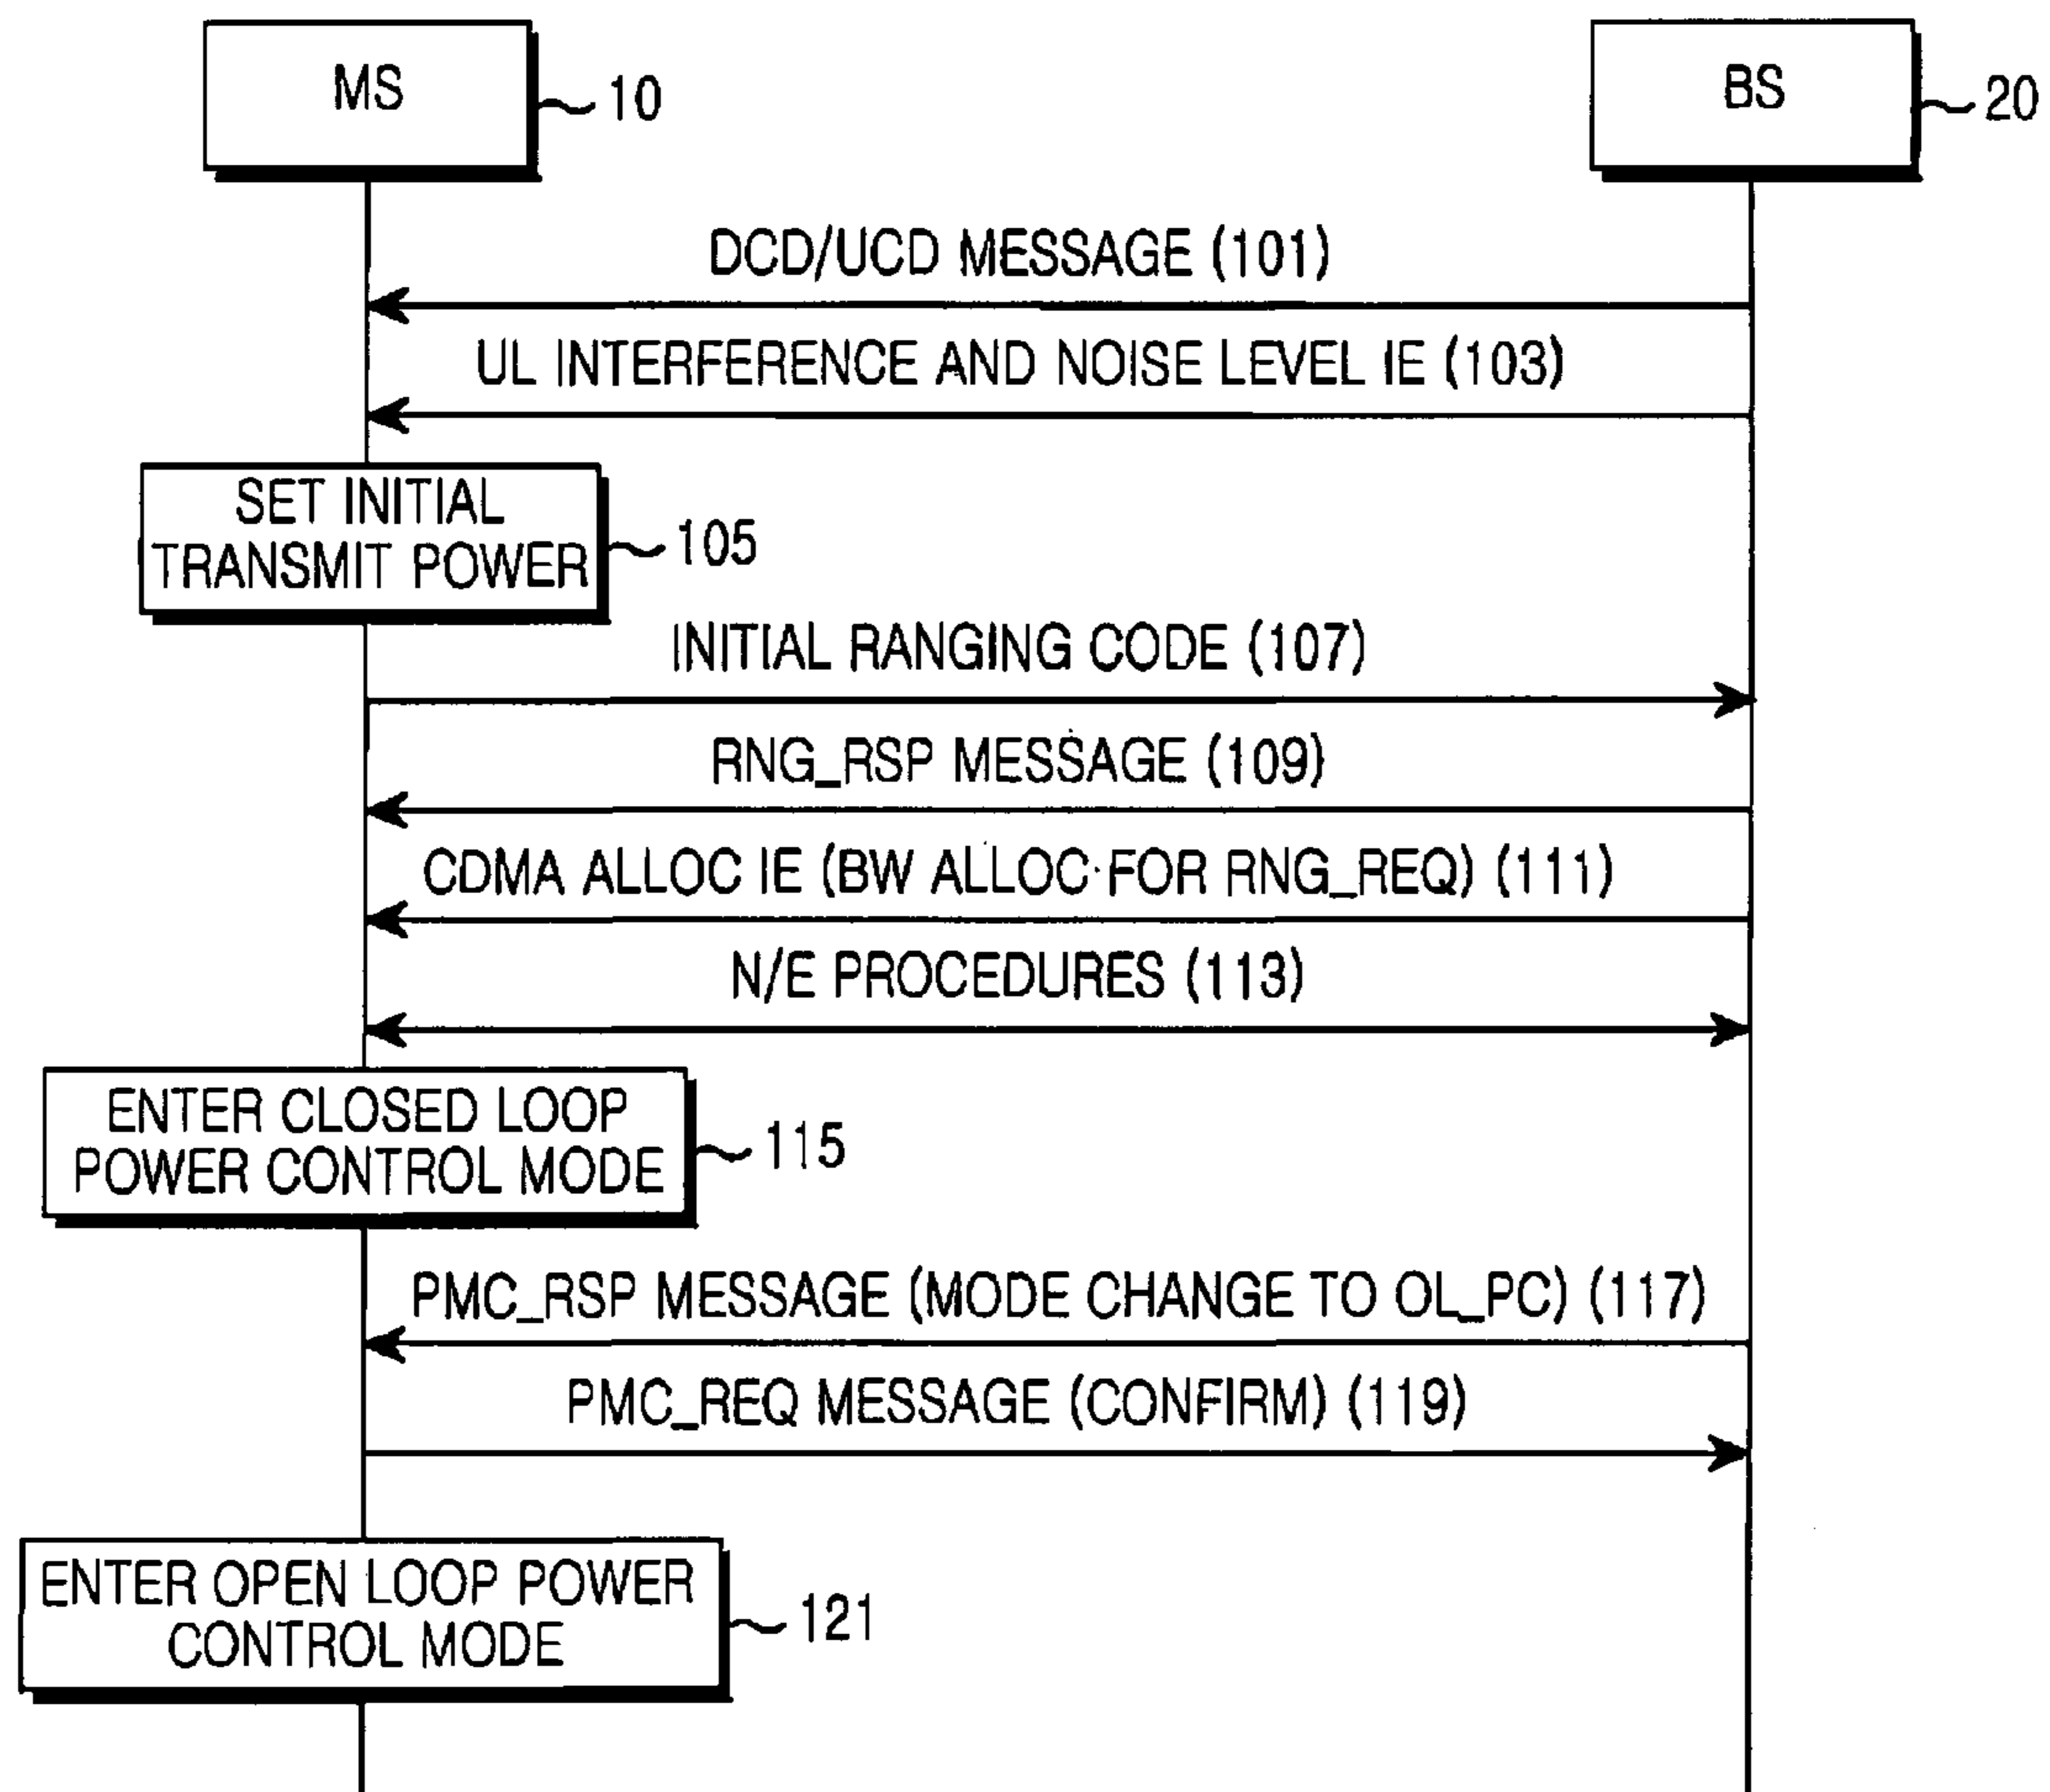 MS
10
BS
20
DCD/UCD MESSAGE (101)
UL INTERFERENCE AND NOISE LEVEL IE (103)
SET INITIAL
TRANSMIT POWER
105
INITIAL RANGING CODE (107)
RNG_RSP MESSAGE (109)
CDMA ALLOC IE (BW ALLOC FOR RNG_REQ) (111)
N/E PROCEDURES (113)
ENTER CLOSED LOOP
POWER CONTROL MODE
115
PMC_RSP MESSAGE (MODE CHANGE TO OL_PC) (117)
PMC_REQ MESSAGE (CONFIRM) (119)
ENTER OPEN LOOP POWER
CONTROL MODE
121